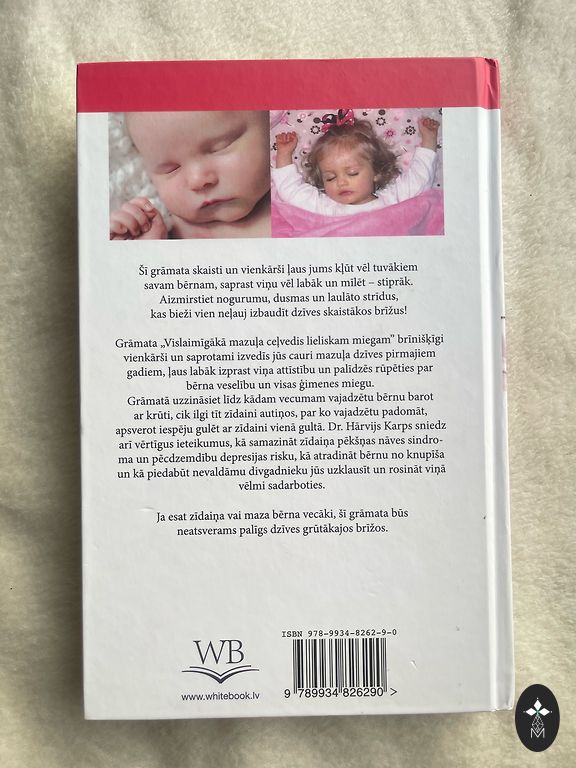 Šī grāmata skaisti un vienkārši ļaus jums kļūt vēl tuvākiem
savam bērnam, saprast viņu vēl labāk un mīlēt – stiprāk.
Aizmirstiet nogurumu, dusmas un laulāto strīdus,
kas bieži vien neļauj izbaudīt dzīves skaistākos brīžus!
Grāmata „Vislaimīgākā mazuļa ceļvedis lieliskam miegam” brīnišķīgi
vienkārši un saprotami izvedīs jūs cauri mazuļa dzīves pirmajiem
gadiem, ļaus labāk izprast viņa attīstību un palīdzēs rūpēties par
bērna veselību un visas ģimenes miegu.
Grāmatā uzzināsiet līdz kādam vecumam vajadzētu bērnu barot
ar krūti, cik ilgi tīt zīdaini autiņos, par ko vajadzētu padomāt,
apsverot iespēju gulēt ar zīdaini vienā gultā. Dr. Hārvijs Karps sniedz
arī vērtīgus ieteikumus, kā samazināt zīdaiņa pēkšņas nāves sindro-
ma un pēcdzemdību depresijas risku, kā atradināt bērnu no knupīša
un kā piedabūt nevaldāmu divgadnieku jūs uzklausīt un rosināt viņā
vēlmi sadarboties.
Ja esat zīdaiņa vai maza bērna vecāki, šī grāmata būs
neatsverams palīgs dzīves grūtākajos brīžos.
ISBN 978-9934-8262-9-0
WB
www.whitebook.lv
9 789934 826290 >
M